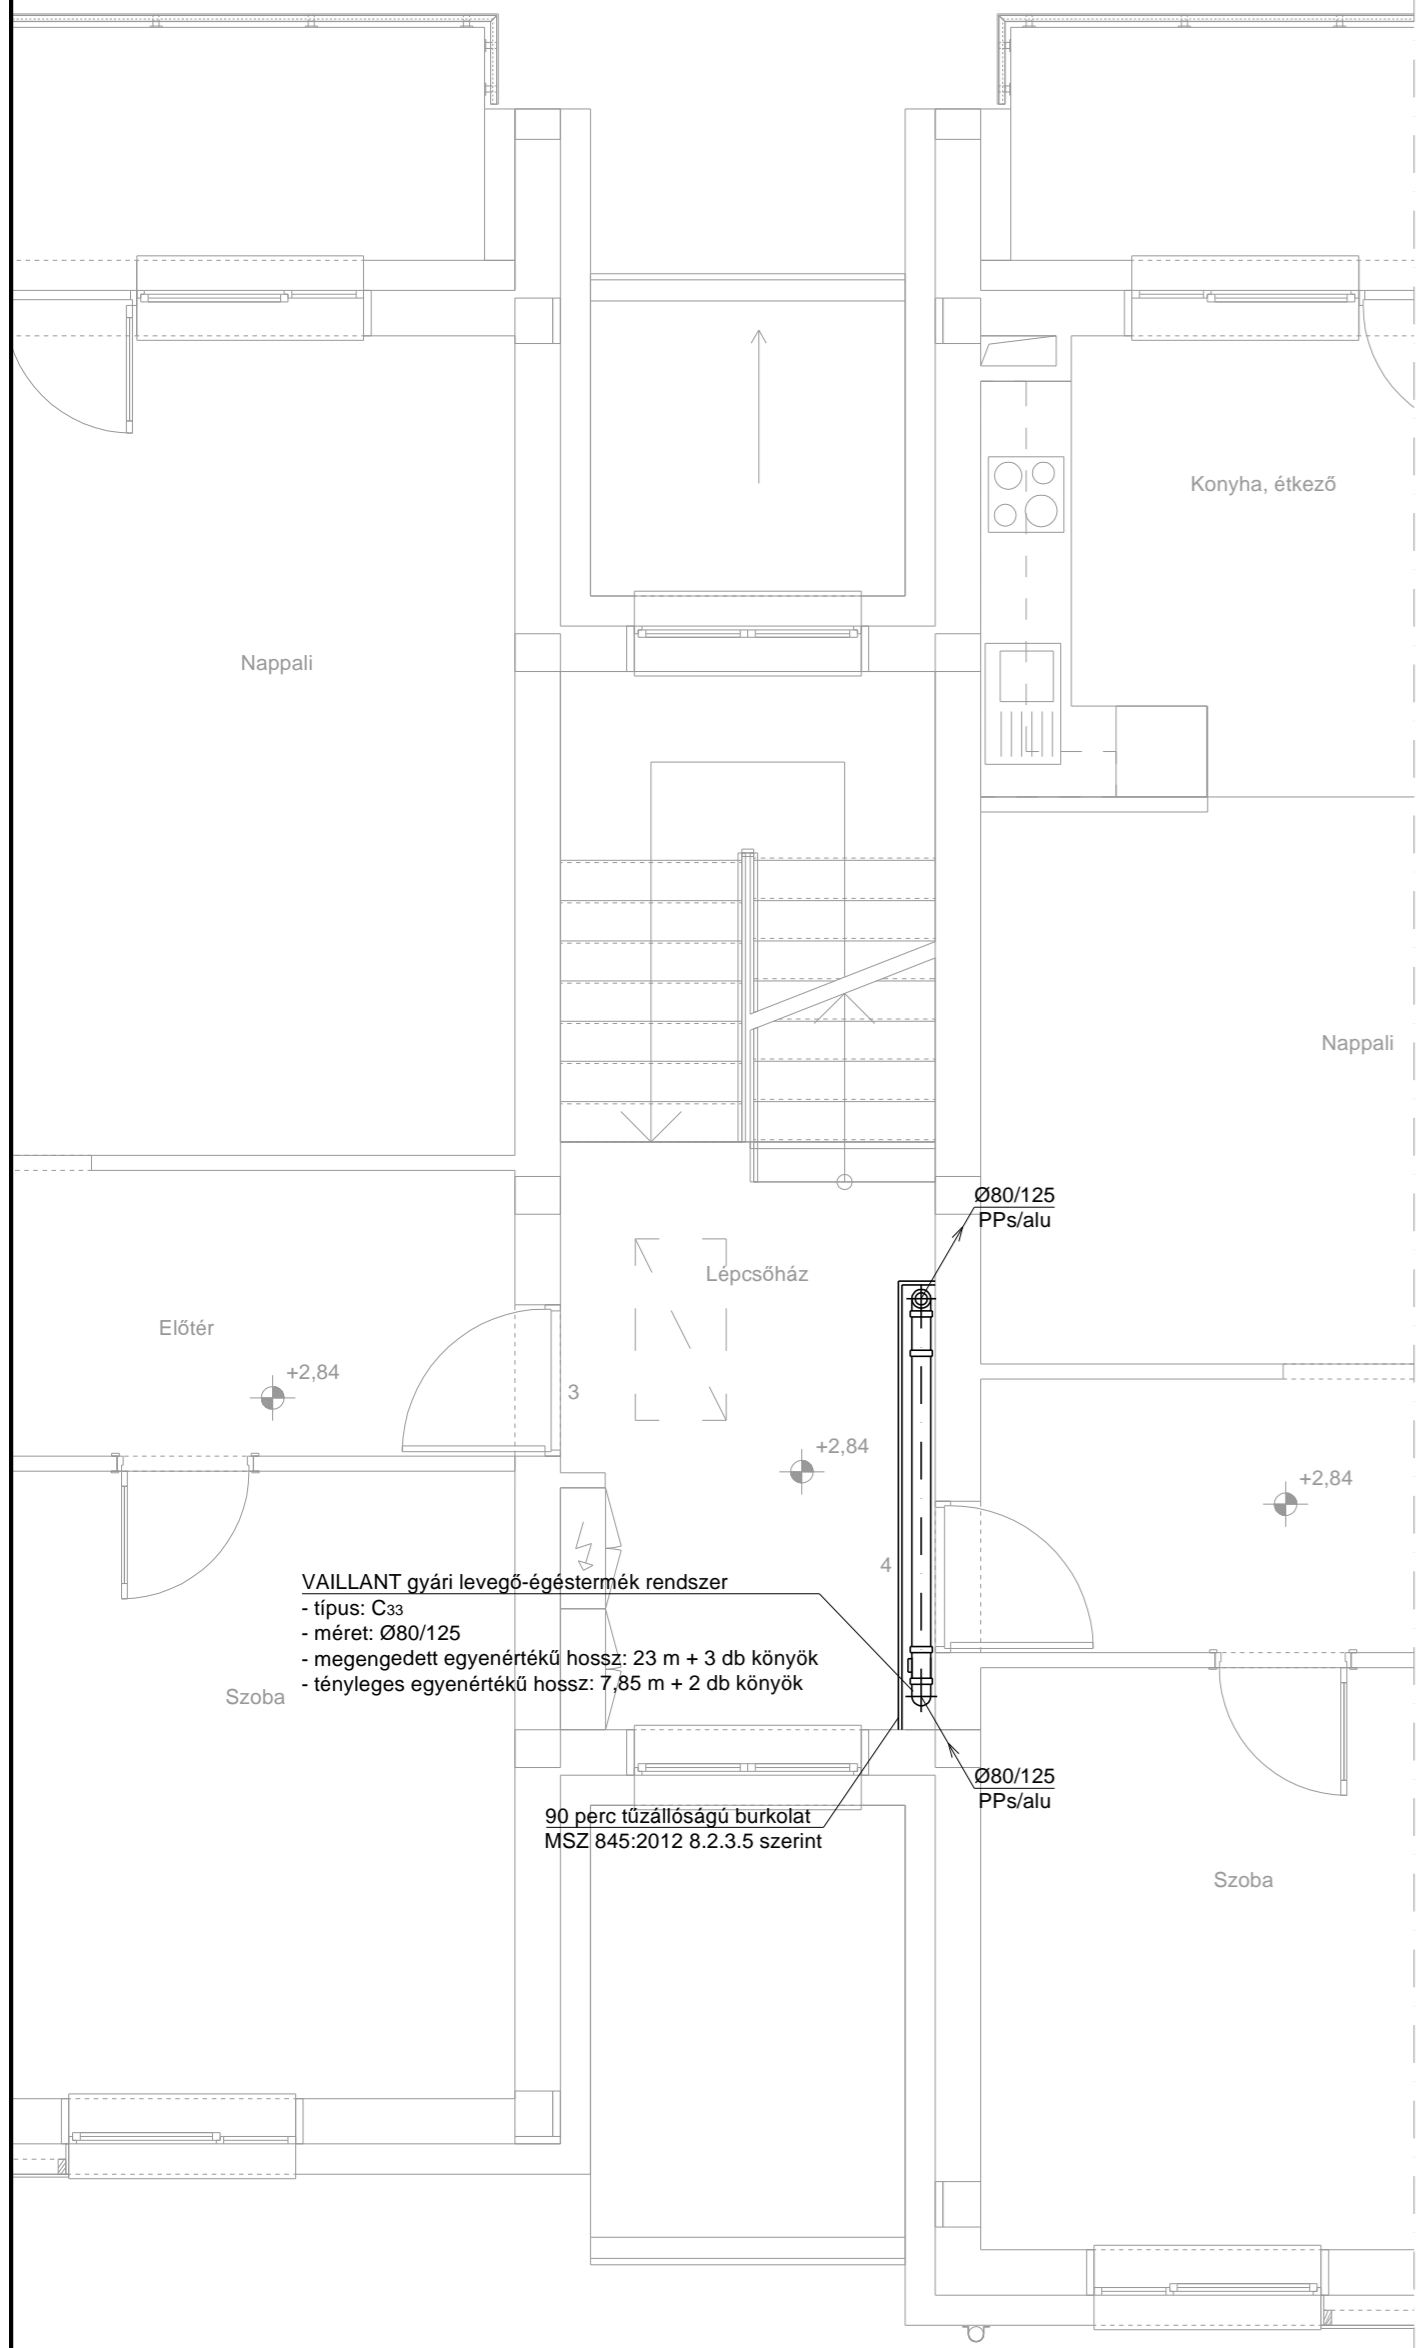 Konyha, étkező
Nappali
Nappali
Ø80/125
PPs/alu
Lépcsőház
Előtér
+2,84
3
+2,84
+2,84
4
VAILLANT gyári levegő-égéstermék rendszer
- típus: C33
- méret: Ø80/125
- megengedett egyenértékű hossz: 23 m + 3 db könyök
- tényleges egyenértékű hossz: 7,85 m + 2 db könyök
Szoba
Ø80/125
PPs/alu
90 perc tűzállóságú burkolat
MSZ 845:2012 8.2.3.5 szerint
Szoba